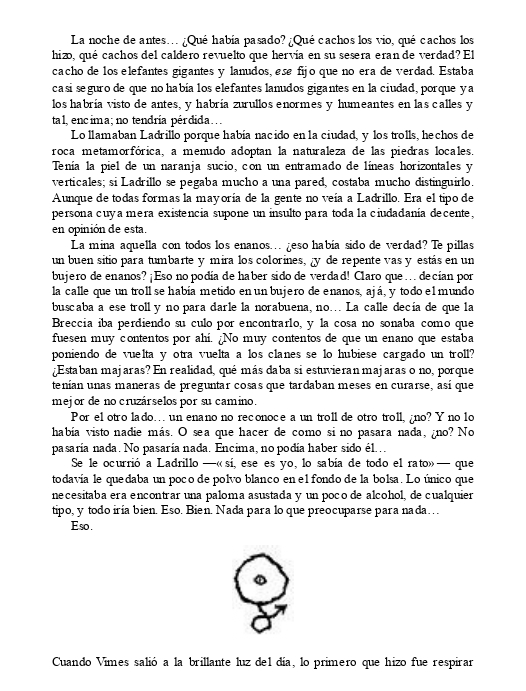 La noche de antes… ¿Qué había pasado? ¿Qué cachos los vio, qué cachos los
hizo, qué cachos del caldero revuelto que hervía en su sesera eran de verdad? El
cacho de los elefantes gigantes y lanudos, ese fijo que no era de verdad. Estaba
casi seguro de que no había los elefantes lanudos gigantes en la ciudad, porque ya
los habría visto de antes, y habría zurullos enormes y humeantes en las calles y
tal, encima; no tendría pérdida…
Lo llamaban Ladrillo porque había nacido en la ciudad, y los trolls, hechos de
roca metamorfórica, a menudo adoptan la naturaleza de las piedras locales.
Tenía la piel de un naranja sucio, con un entramado de líneas horizontales y
verticales; si Ladrillo se pegaba mucho a una pared, costaba mucho distinguirlo.
Aunque de todas formas la mayoría de la gente no veía a Ladrillo. Era el tipo de
persona cuya mera existencia supone un insulto para toda la ciudadanía decente,
en opinión de esta.
La mina aquella con todos los enanos… ¿eso había sido de verdad? Te pillas
un buen sitio para tumbarte y mira los colorines, ¿y de repente vas y estás en un
bujero de enanos? ¡Eso no podía de haber sido de verdad! Claro que… decían por
la calle que un troll se había metido en un bujero de enanos, ajá, y todo el mundo
buscaba a ese troll y no para darle la norabuena, no… La calle decía de que la
Breccia iba perdiendo su culo por encontrarlo, y la cosa no sonaba como que
fuesen muy contentos por ahí. ¿No muy contentos de que un enano que estaba
poniendo de vuelta y otra vuelta a los clanes se lo hubiese cargado un troll?
¿Estaban majaras? En realidad, qué más daba si estuvieran majaras o no, porque
tenían unas maneras de preguntar cosas que tardaban meses en curarse, así que
mejor de no cruzárselos por su camino.
Por el otro lado… un enano no reconoce a un troll de otro troll, ¿no? Y no lo
había visto nadie más. O sea que hacer de como si no pasara nada, ¿no? No
pasaría nada. No pasaría nada. Encima, no podía haber sido él…
Se le ocurrió a Ladrillo —«sí, ese es yo, lo sabía de todo el rato»— que
todavía le quedaba un poco de polvo blanco en el fondo de la bolsa. Lo único que
necesitaba era encontrar una paloma asustada y un poco de alcohol, de cualquier
tipo, y todo iría bien. Eso. Bien. Nada para lo que preocuparse para nada…
Eso.
Cuando Vimes salió a la brillante luz del día, lo primero que hizo fue respirar